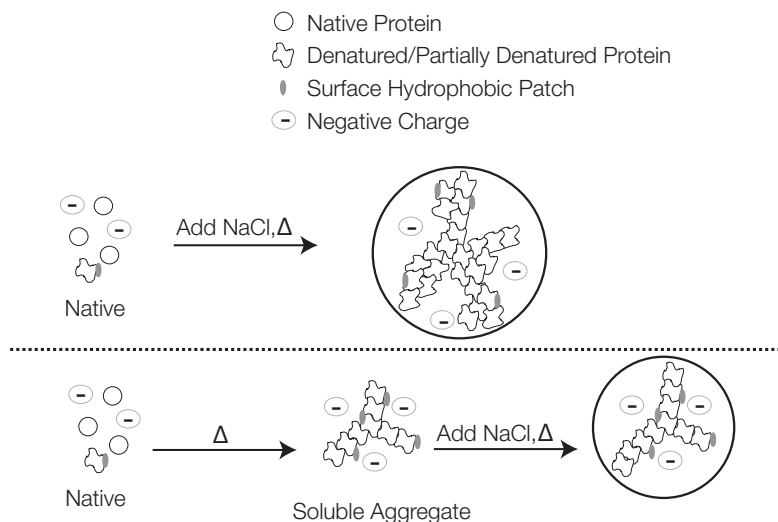 Native Protein
Denatured/Partially Denatured Protein
Surface Hydrophobic Patch
Negative Charge
Add NaCl,Δ
Native
Δ
Add NaCl,Δ
Native
Soluble Aggregate